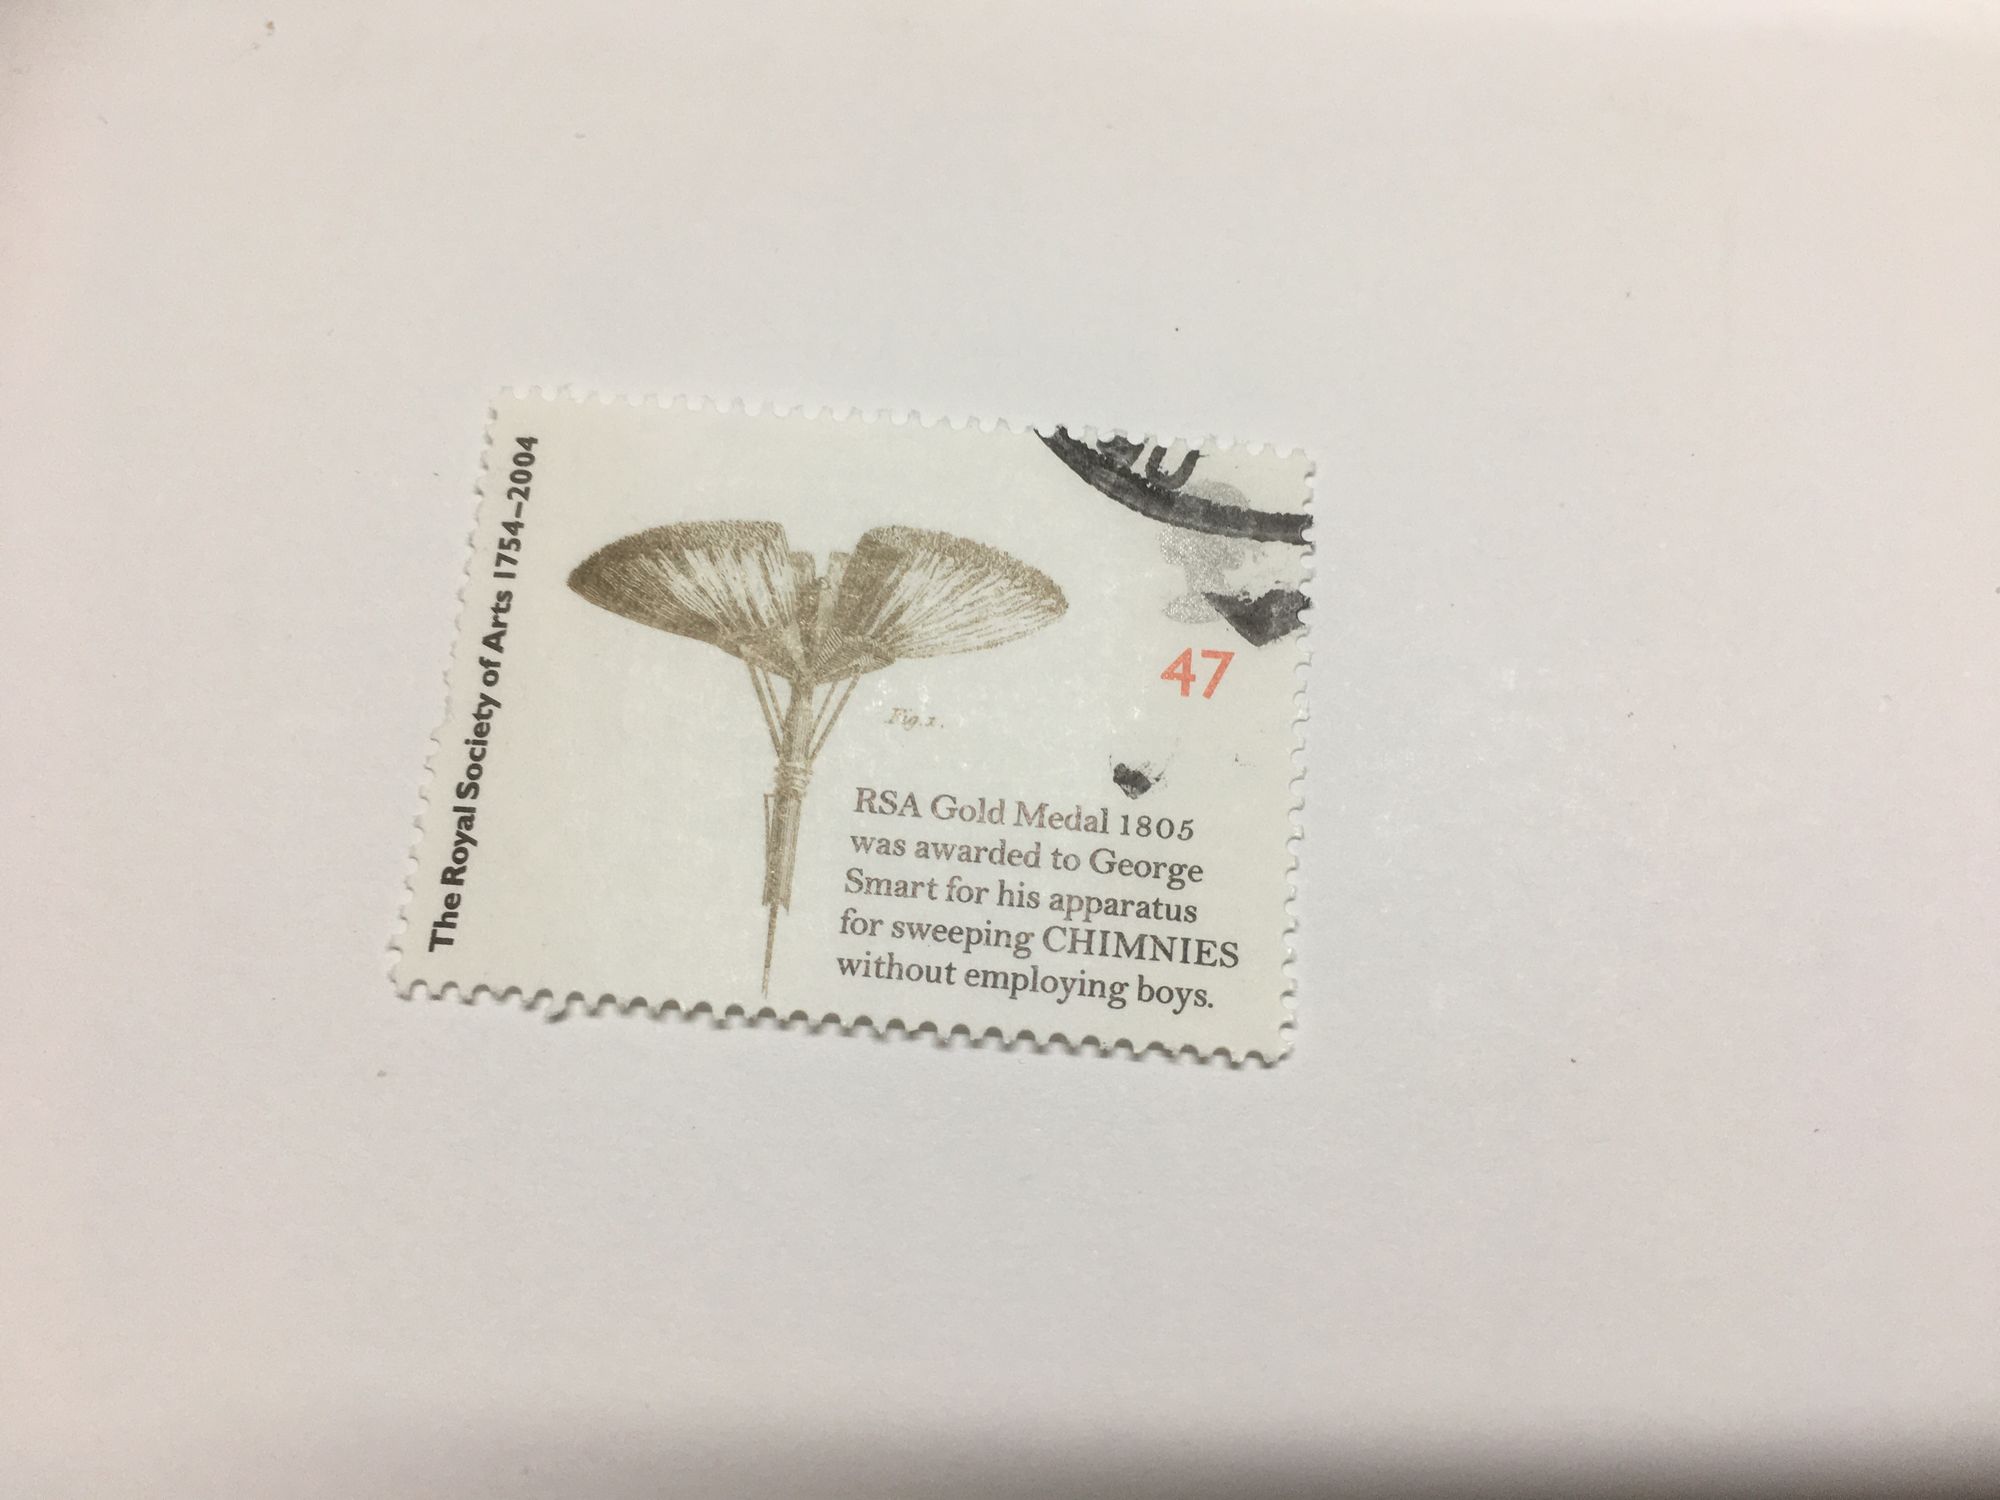 The Royal Society of Arts 1754–2004
47
Fig.1.
RSA Gold Medal 1805
was awarded to George
Smart for his apparatus
for sweeping CHIMNIES
without employing boys.